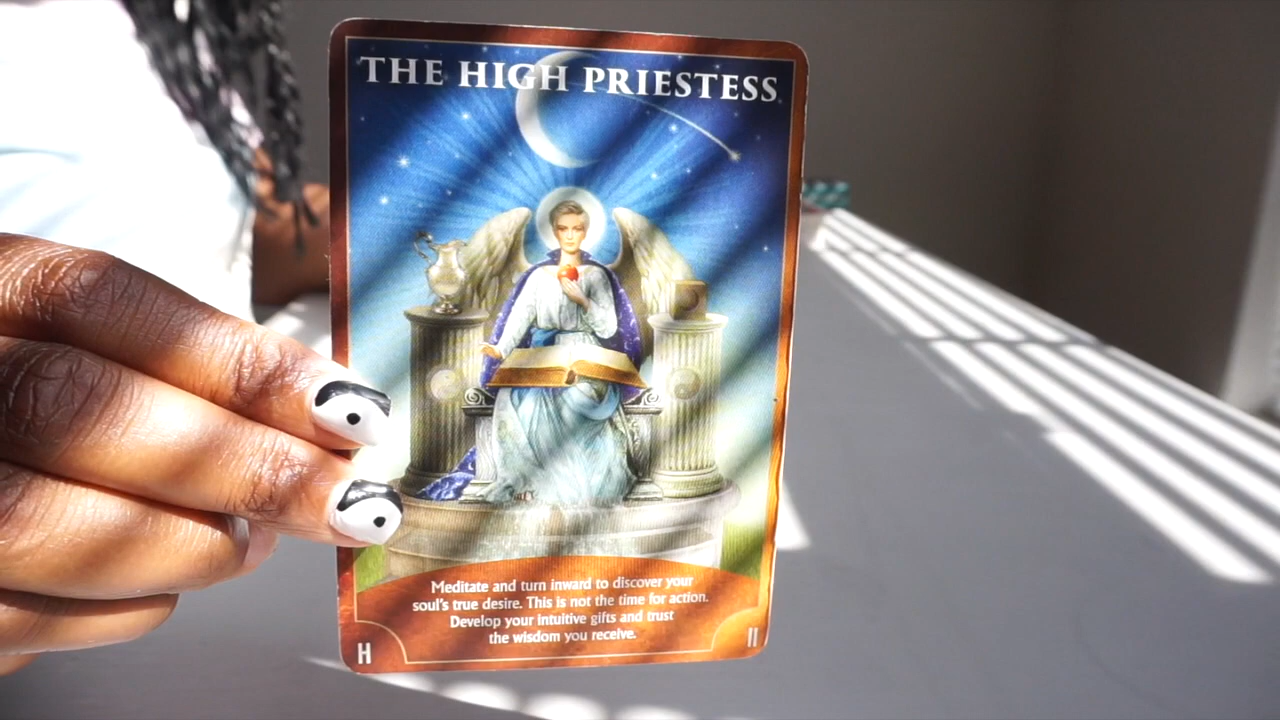 THE HIGH PRIESTESS
Meditate and turn inward to discover your
soul's true desire. This is not the time for action.
Develop your intuitive gifts and trust
the wisdom you receive.
H
II